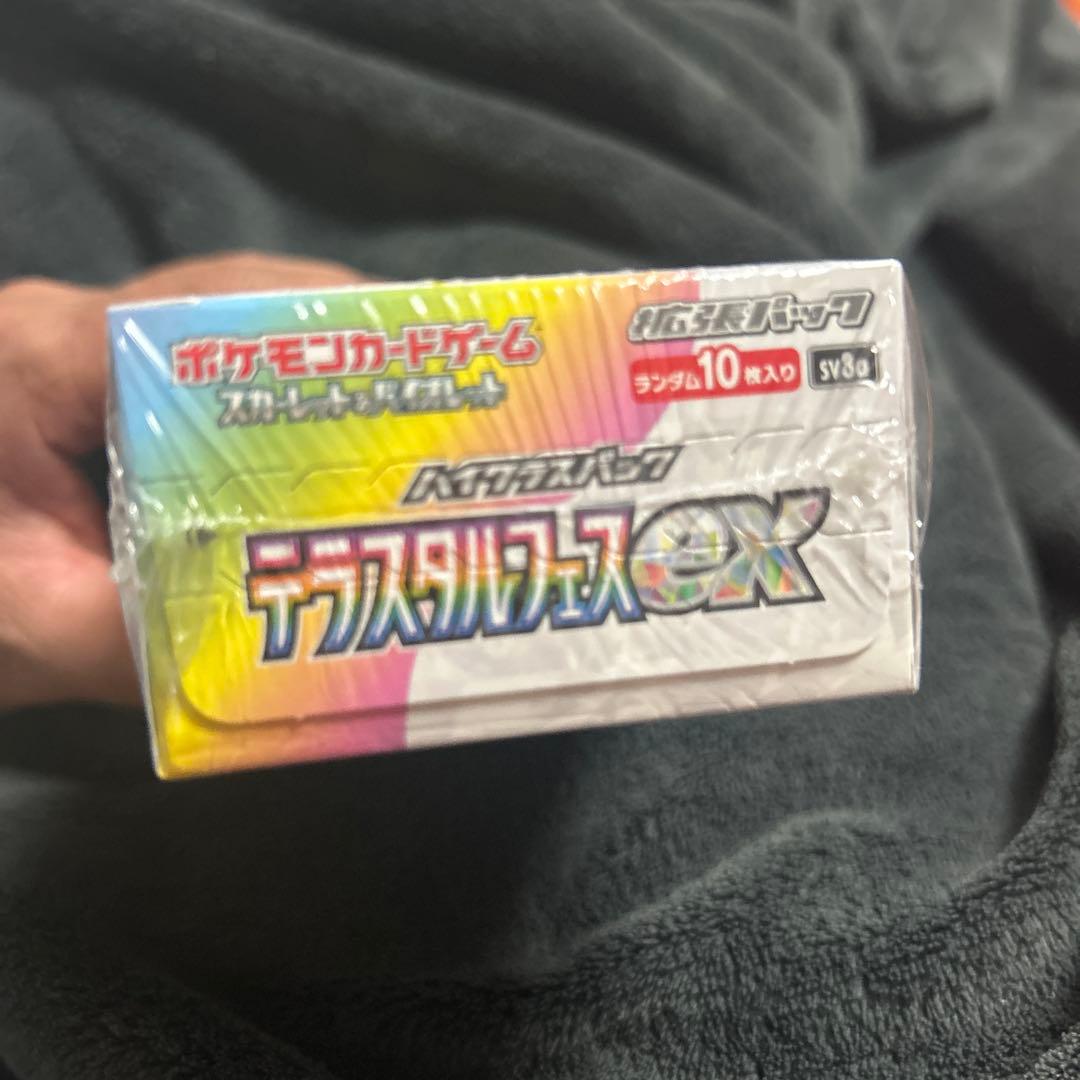 ポケモンカードゲーム
スカーレット&バイオレット
拡張パック
ランダム10枚入り
SV8a
ハイクラスパック
テラスタルフェスex